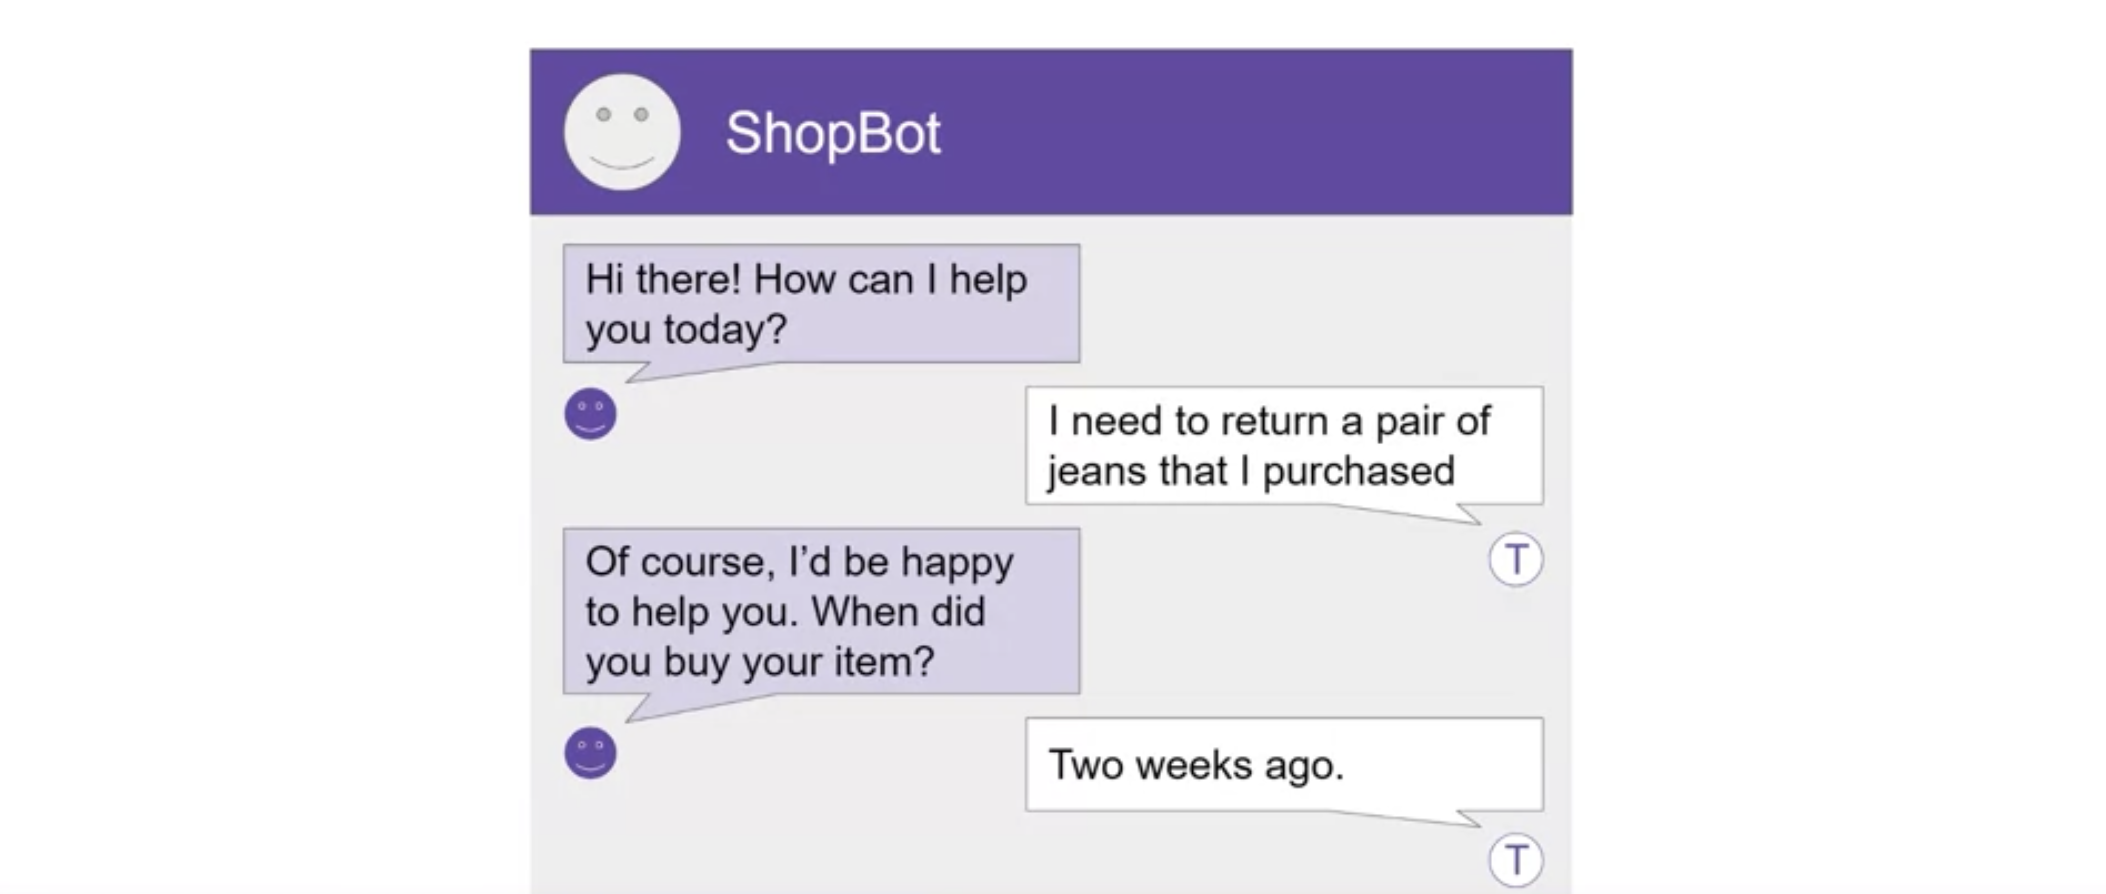 ShopBot
Hi there! How can I help
you today?
I need to return a pair of
jeans that I purchased
T
Of course, I’d be happy
to help you. When did
you buy your item?
Two weeks ago.
T